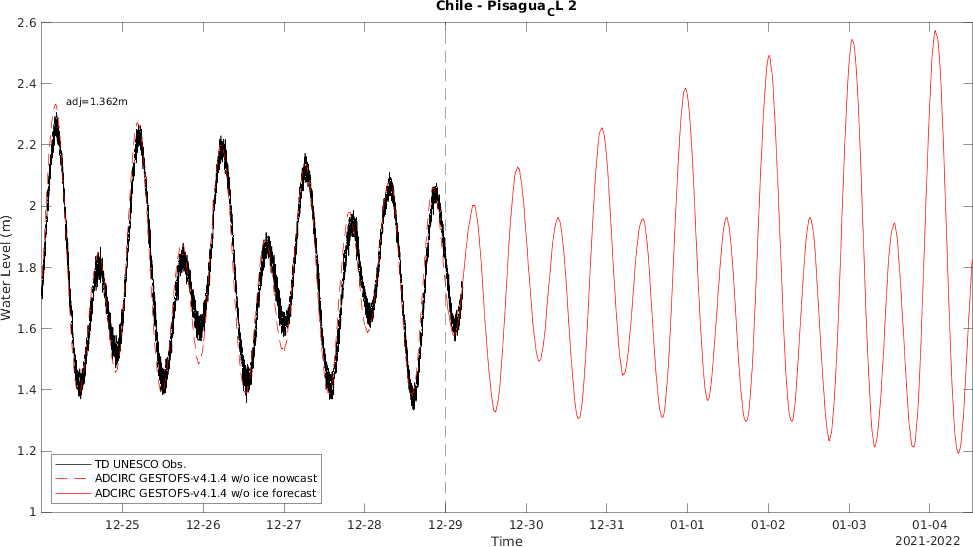 Chile - Pisagua_CL 2
adj=1.362m
2.6
2.4
2.2
2
1.8
1.6
1.4
1.2
1
Water Level (m)
TD UNESCO Obs.
ADCIRC GESTOFS-v4.1.4 w/o ice nowcast
ADCIRC GESTOFS-v4.1.4 w/o ice forecast
12-25 12-26 12-27 12-28 12-29 12-30 12-31 01-01 01-02 01-03 01-04
Time
2021-2022